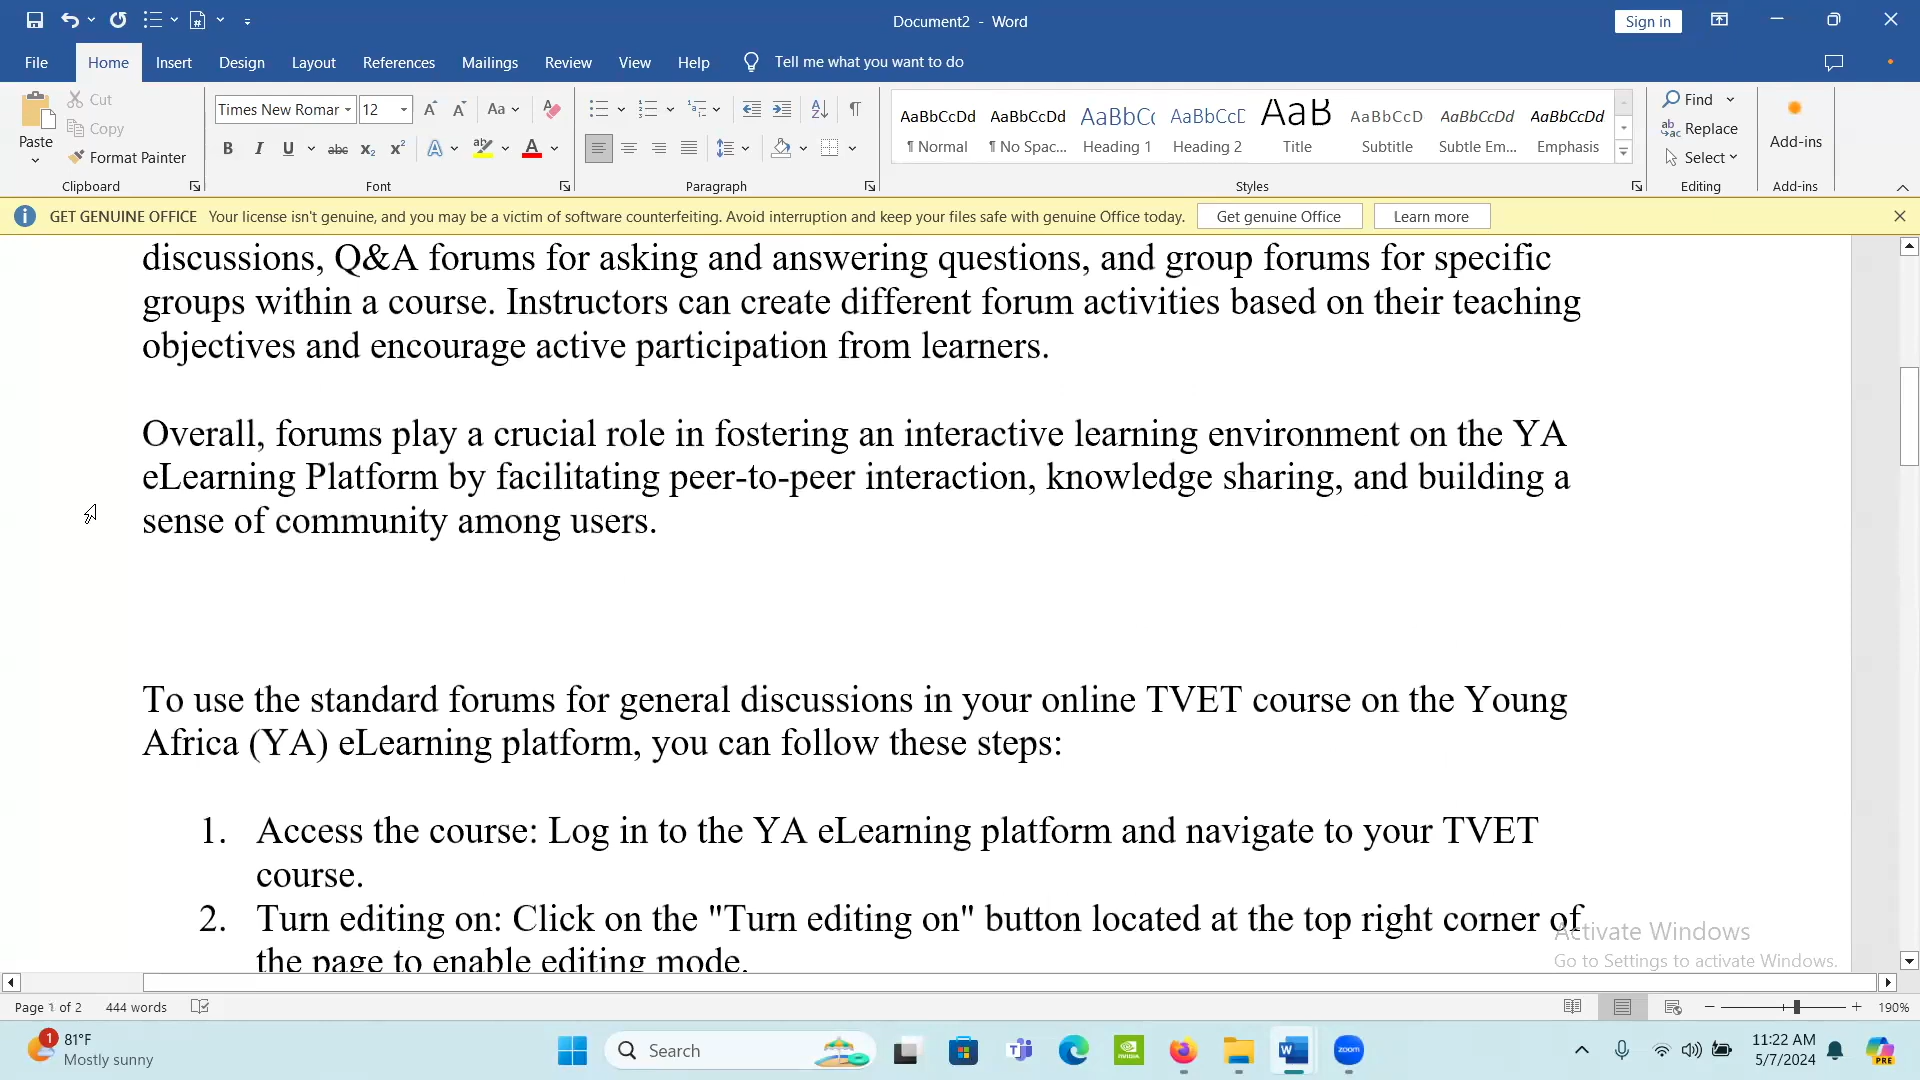 Document2 - Word
Sign in
File Home Insert Design Layout References Mailings Review View Help Tell me what you want to do
Paste
Cut
Copy
Format Painter
Clipboard
Times New Roman 12
Aa
B I U abc x₂ x² A A
Font
Paragraph
AaBbCcDd AaBbCcDd AaBbCc AaBbCcD AaB AaBbCcD AaBbCcDd AaBbCcDd
¶ Normal ¶ No Spac... Heading 1 Heading 2 Title Subtitle Subtle Em... Emphasis
Styles
Find
Replace
Select
Editing
Add-ins
Add-ins
GET GENUINE OFFICE Your license isn't genuine, and you may be a victim of software counterfeiting. Avoid interruption and keep your files safe with genuine Office today. Get genuine Office Learn more
discussions, Q&A forums for asking and answering questions, and group forums for specific
groups within a course. Instructors can create different forum activities based on their teaching
objectives and encourage active participation from learners.
Overall, forums play a crucial role in fostering an interactive learning environment on the YA
eLearning Platform by facilitating peer-to-peer interaction, knowledge sharing, and building a
sense of community among users.
To use the standard forums for general discussions in your online TVET course on the Young
Africa (YA) eLearning platform, you can follow these steps:
1. Access the course: Log in to the YA eLearning platform and navigate to your TVET
course.
2. Turn editing on: Click on the "Turn editing on" button located at the top right corner of
the page to enable editing mode.
Activate Windows
Go to Settings to activate Windows.
Page 1 of 2 444 words
190%
1
81°F
Mostly sunny
Search
NVIDIA
zoom
11:22 AM
5/7/2024
PRE